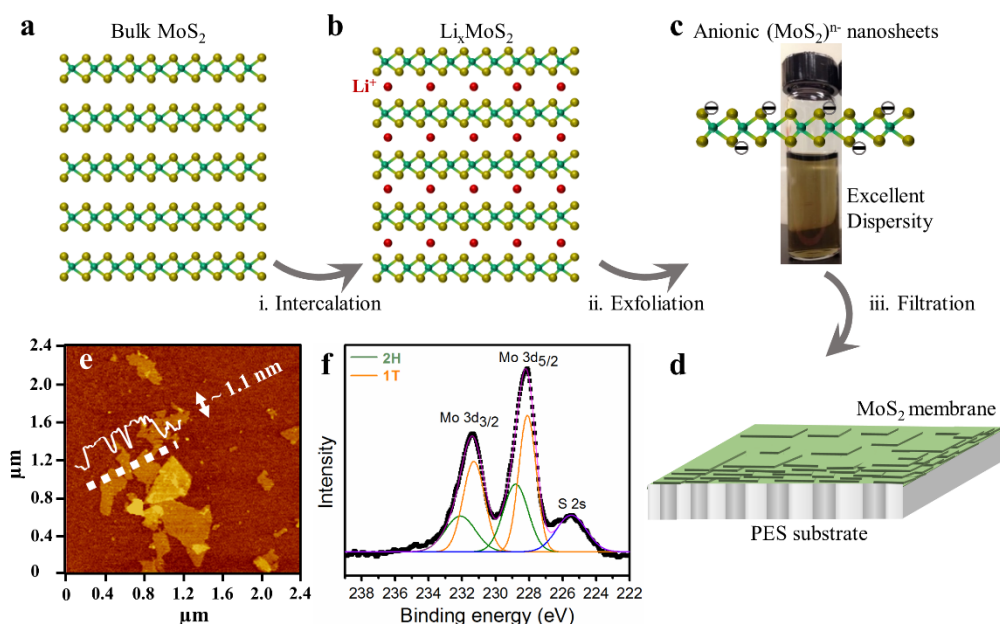 a
Bulk MoS₂
b
LiₓMoS₂
c
Anionic (MoS₂)ⁿ⁻ nanosheets
Li⁺
Excellent
Dispersity
i. Intercalation
ii. Exfoliation
iii. Filtration
e
2.4
2.0
1.6
1.2
0.8
0.4
0
μm
~ 1.1 nm
0 0.4 0.8 1.2 1.6 2.0 2.4
μm
f
2H
1T
Mo 3d₅/₂
Mo 3d₃/₂
S 2s
Intensity
238 236 234 232 230 228 226 224 222
Binding energy (eV)
d
MoS₂ membrane
PES substrate